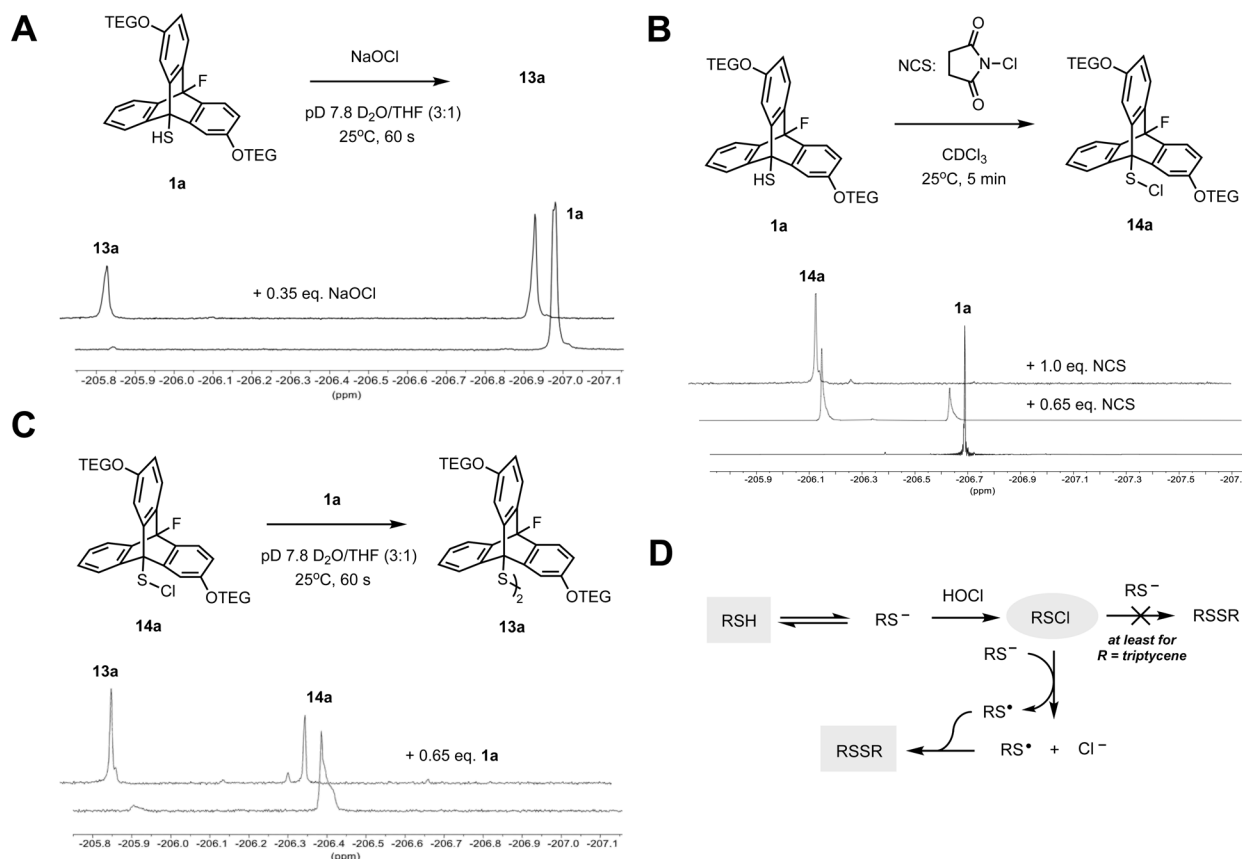 A
TEGO
F
HS
OTEG
1a
NaOCl
pD 7.8 D₂O/THF (3:1)
25ºC, 60 s
13a
13a
1a
+ 0.35 eq. NaOCl
-205.8 -205.9 -206.0 -206.1 -206.2 -206.3 -206.4 -206.5 -206.6 -206.7 -206.8 -206.9 -207.0 -207.1
(ppm)
B
TEGO
F
HS
OTEG
1a
NCS:
O
N
Cl
O
CDCl₃
25ºC, 5 min
TEGO
F
S
Cl
OTEG
14a
14a
1a
+ 1.0 eq. NCS
+ 0.65 eq. NCS
-205.9 -206.1 -206.3 -206.5 -206.7 -206.9 -207.1 -207.3 -207.5 -207.
(ppm)
C
TEGO
F
S
Cl
OTEG
14a
1a
pD 7.8 D₂O/THF (3:1)
25ºC, 60 s
TEGO
F
S)₂
OTEG
13a
13a
14a
+ 0.65 eq. 1a
-205.8 -205.9 -206.0 -206.1 -206.2 -206.3 -206.4 -206.5 -206.6 -206.7 -206.8 -206.9 -207.0 -207.1
(ppm)
D
RSH
RS⁻
HOCl
RSCl
RS⁻
RSSR
at least for
R = triptycene
RS⁻
RS•
RSSR
RS• + Cl⁻